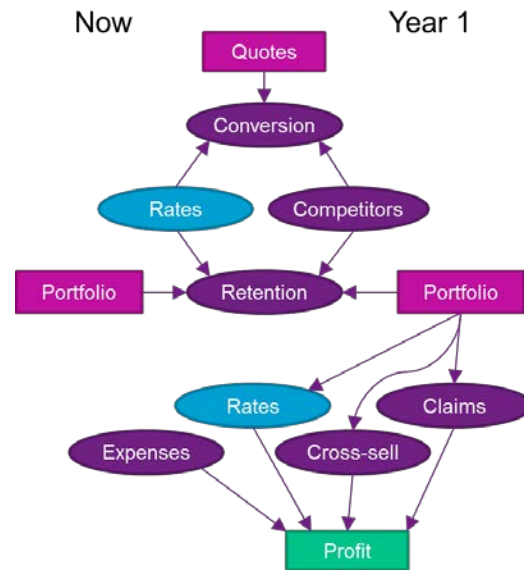 Now
Year 1
Quotes
Conversion
Rates
Competitors
Portfolio
Retention
Portfolio
Rates
Claims
Expenses
Cross-sell
Profit